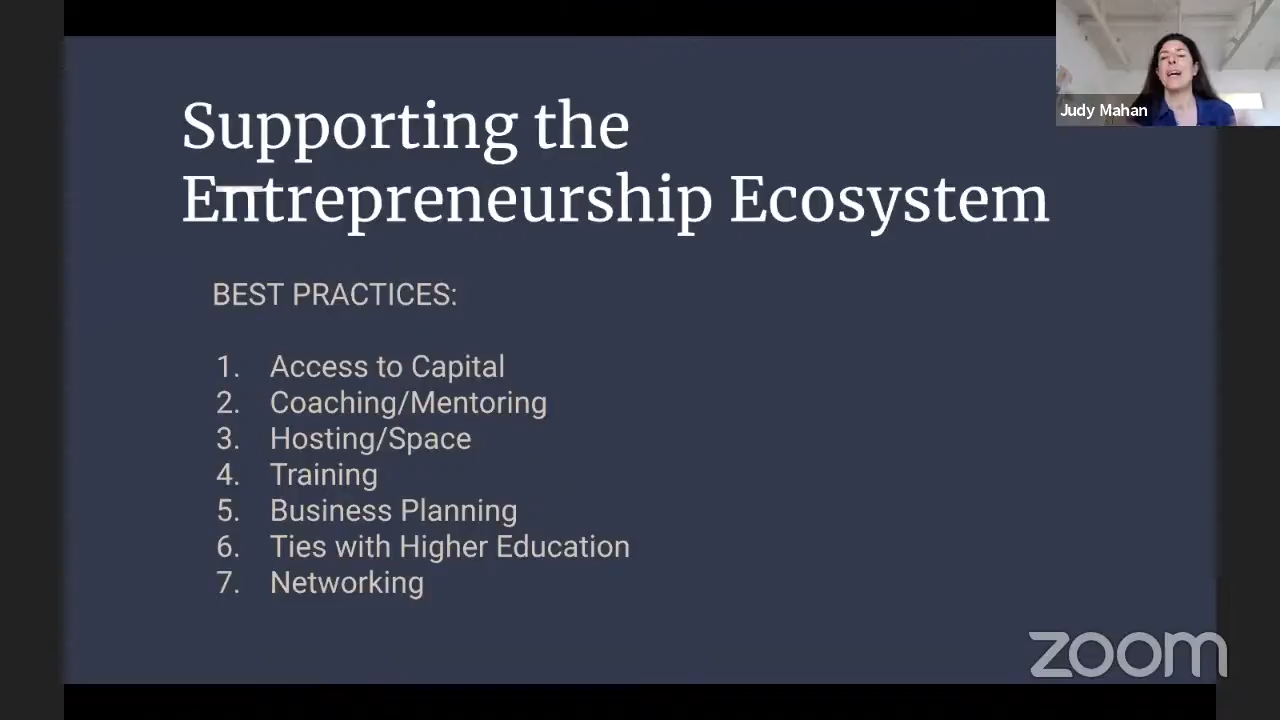 Supporting the
Entrepreneurship Ecosystem
BEST PRACTICES:
1. Access to Capital
2. Coaching/Mentoring
3. Hosting/Space
4. Training
5. Business Planning
6. Ties with Higher Education
7. Networking
Judy Mahan
zoom